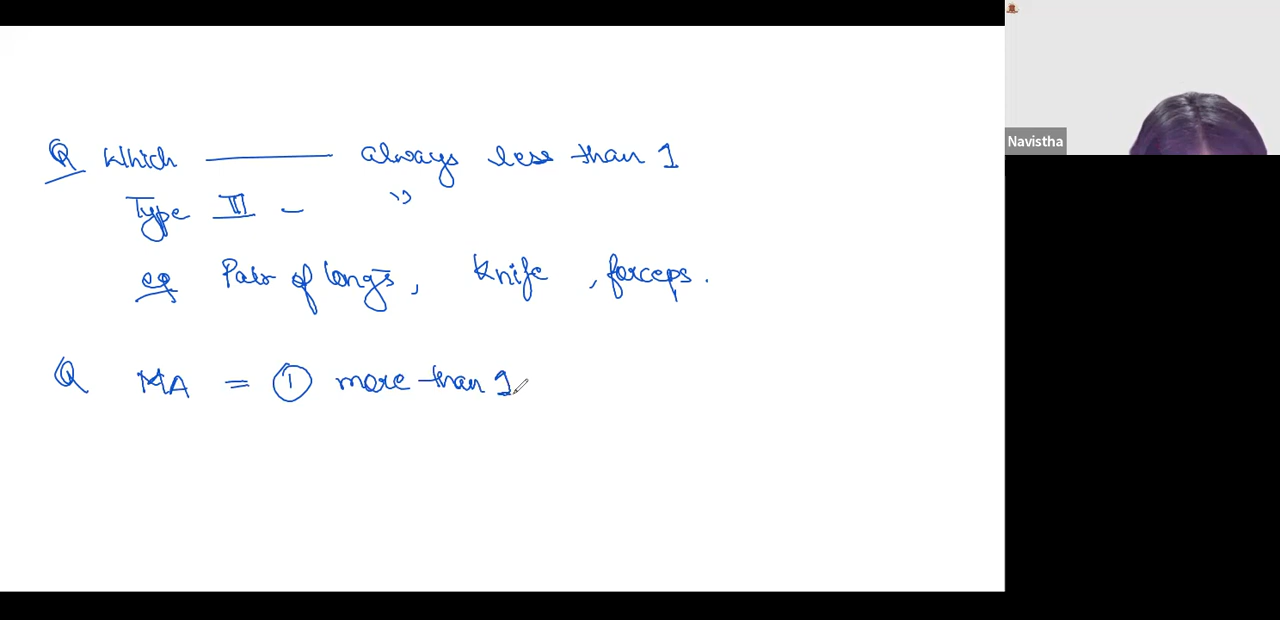 Q Which ——— always less than 1
Type III - "
eg Pair of tongs, Knife, forceps.
Q MA = ① more than 1
Navistha